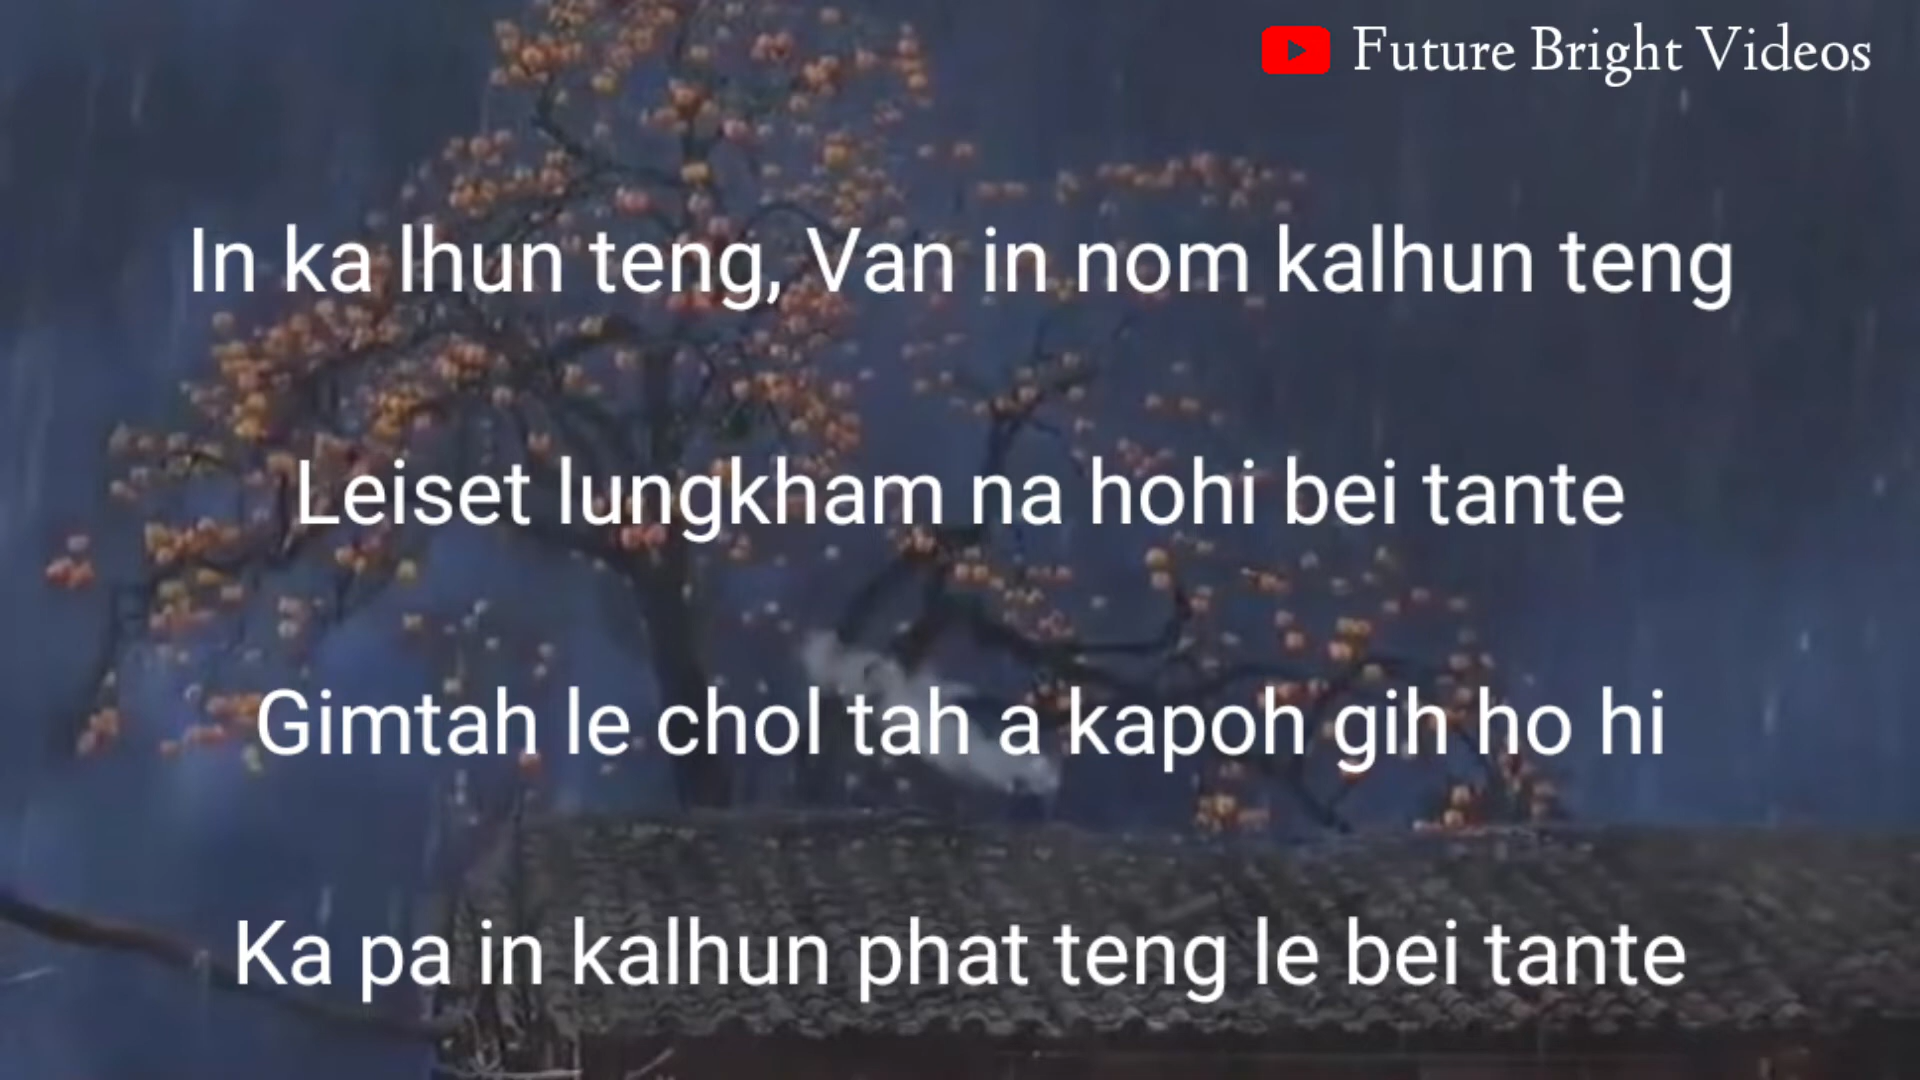 Future Bright Videos
In ka lhun teng, Van in nom kalhun teng
Leiset lungkham na hohi bei tante
Gimtah le chol tah a kapoh gih ho hi
Ka pa in kalhun phat teng le bei tante